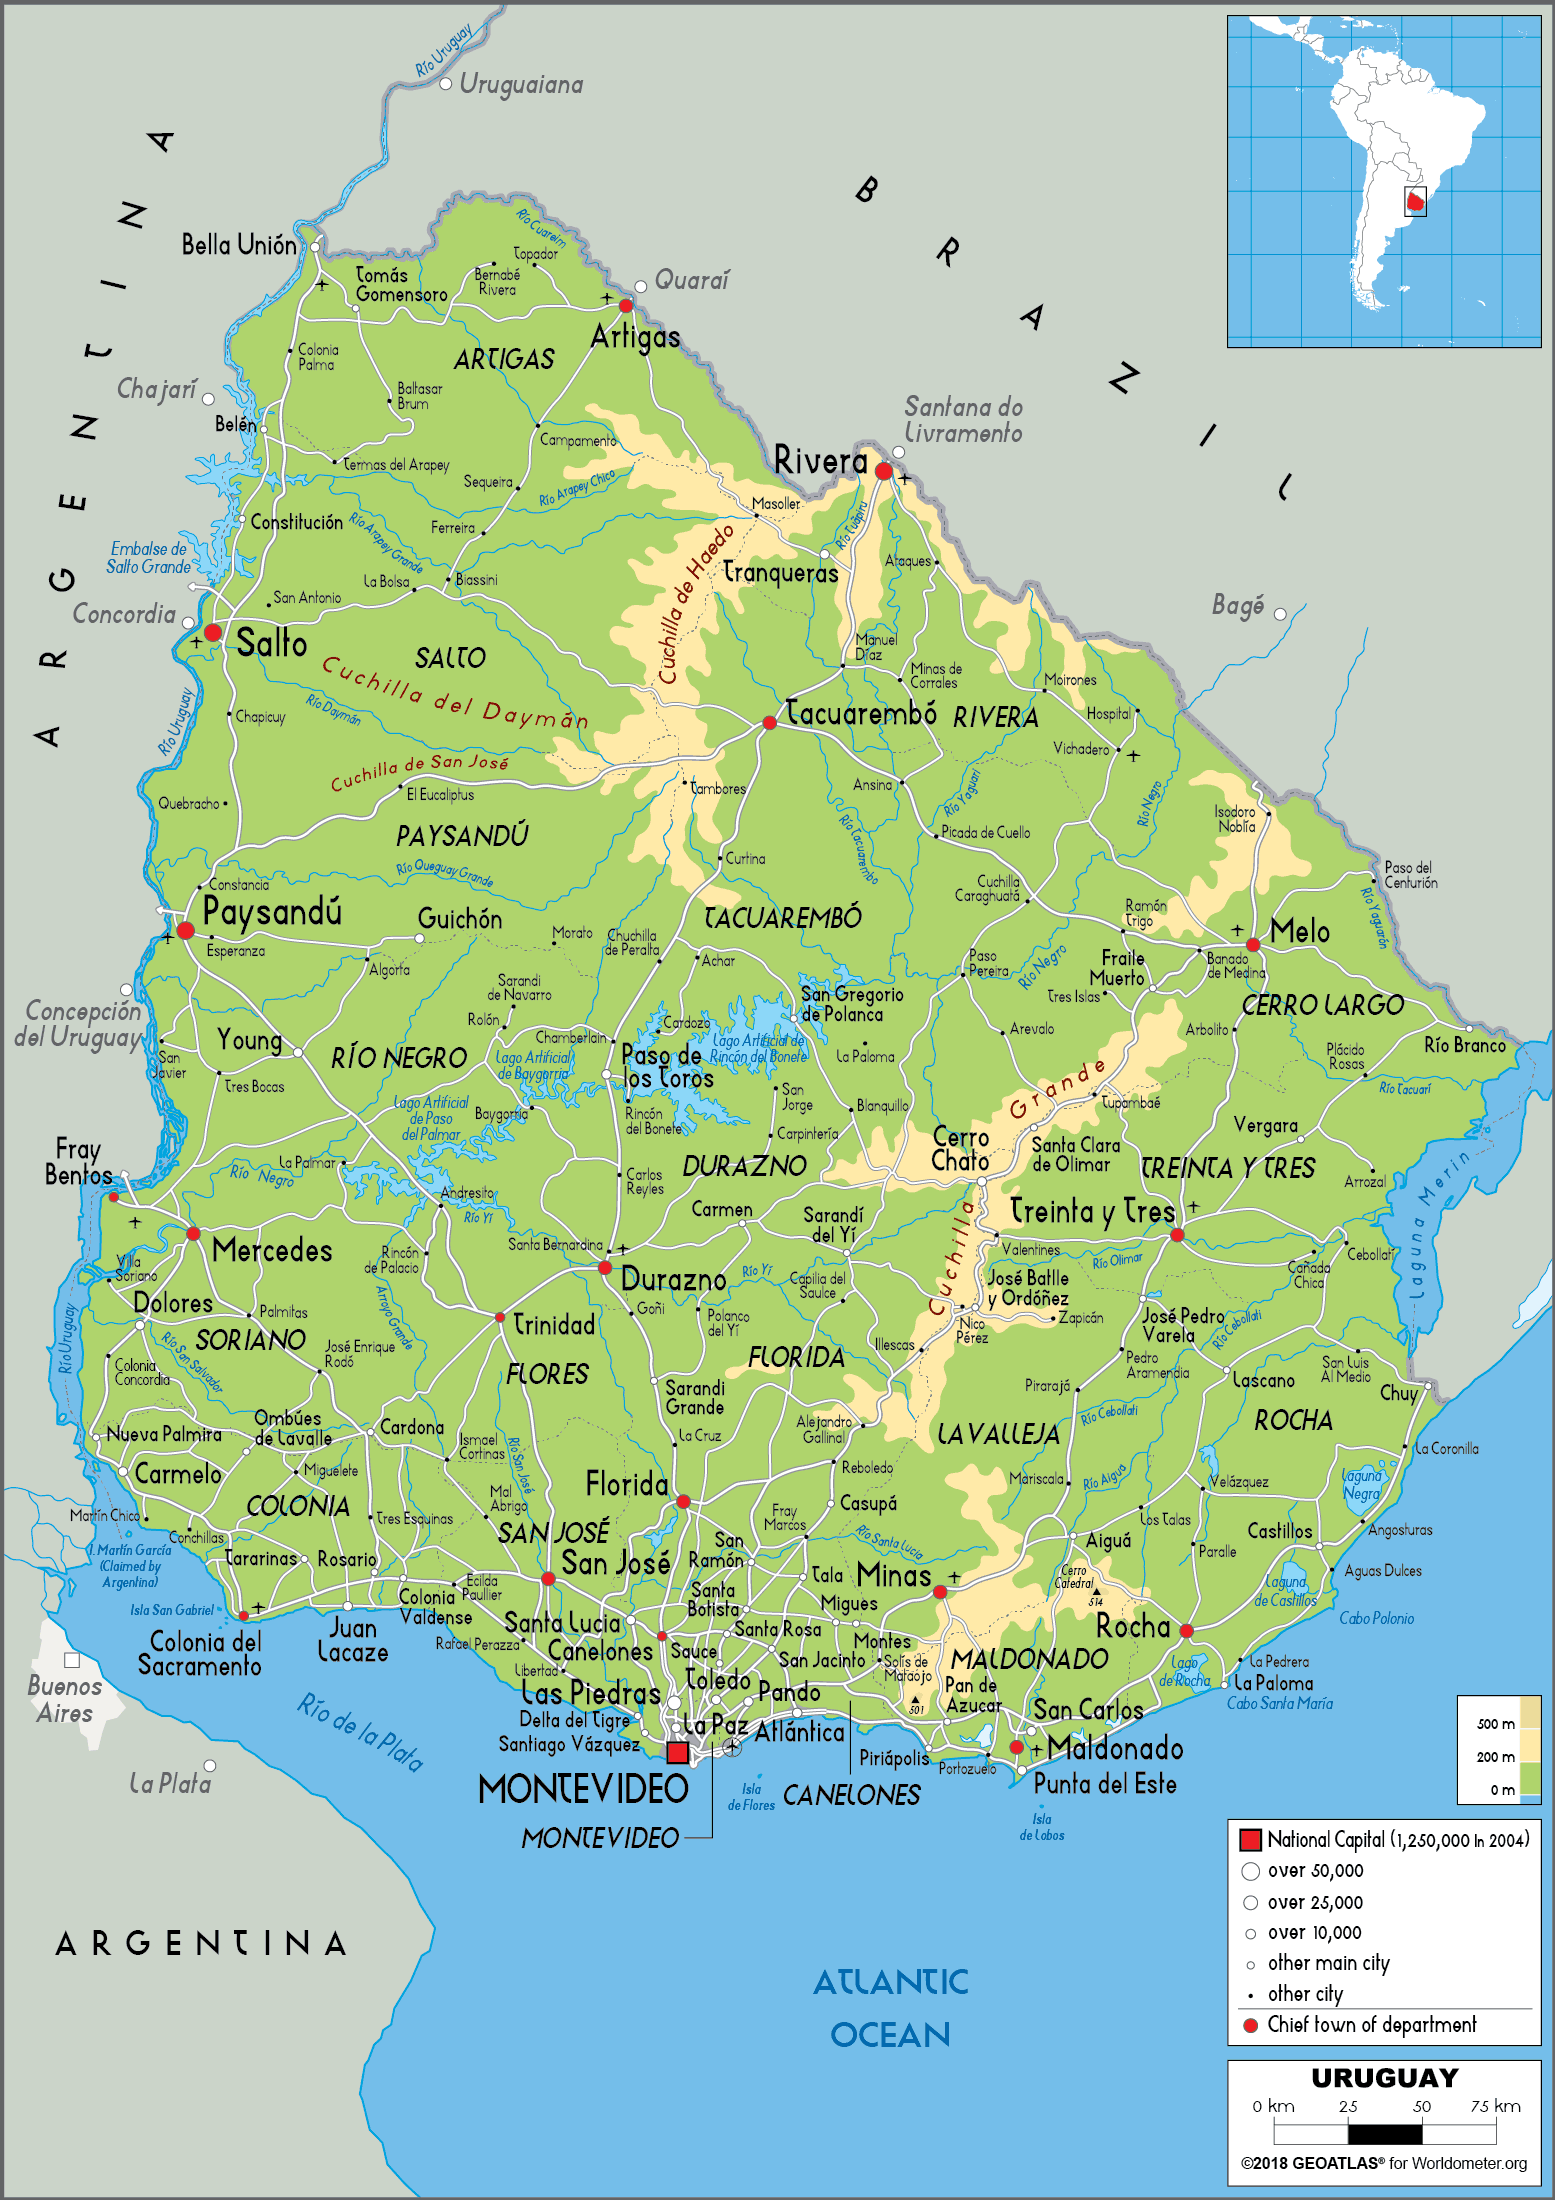 Río Uruguay
Uruguaiana
ARGENTINA
BRAZIL
Bella Unión
Río Cuareim
Topador
Bernabé
Rivera
Tomás
Gomensoro
Quaraí
Artigas
ARTIGAS
Colonia
Palma
Chajarí
Baltasar
Brum
Belén
Campamento
Termas del Arapey
Santana do
Livramento
Rivera
Sequeira
Río Arapey Chico
Masoller
Constitución
Río Arapey Grande
Ferreira
Río Tuápiru
Embalse de
Salto Grande
Cuchilla de Haedo
Tranqueras
Ataques
La Bolsa
Biassini
San Antonio
Concordia
Bagé
Salto
SALTO
Manuel
Díaz
Cuchilla del Daymán
Minas de
Corrales
Moirones
Río Daymán
Río Uruguay
Chapicuy
Tacuarembó
RIVERA
Hospital
Vichadero
Cuchilla de San José
El Eucaliptus
Tambores
Ansina
Río Yaguarí
Río Negro
Quebracho
Isodoro
Noblía
PAYSANDÚ
Río Tacuarembo
Picada de Cuello
Curtina
Río Queguay Grande
Constancia
Cuchilla
Caraghuatá
Paso del
Centurión
Río Yaguarón
Paysandú
Guichón
TACUAREMBÓ
Ramón
Trigo
Melo
Esperanza
Morato
Chuchilla
de Peralta
Achar
Algorta
Paso
Pereira
Río Negro
Fraile
Muerto
Banado
de Medina
Tres Islas
Sarandi
de Navarro
San Gregorio
de Polanca
CERRO LARGO
Concepción
del Uruguay
Rolón
Cardozo
Young
Chamberlain
Arevalo
Arbolito
Río Branco
RÍO NEGRO
Lago Artificial
de Baygorria
Paso de
los Toros
Lago Artificial de
Rincón del Bonete
La Paloma
Plácido
Rosas
San
Javier
Tres Bocas
Río Tacuarí
Cuchilla Grande
Tupambaé
Lago Artificial
de Paso
del Palmar
Baygorria
Rincón
del Bonete
San
Jorge
Blanquillo
Carpintería
Vergara
Cerro
Chato
Santa Clara
de Olimar
Fray
Bentos
La Palmar
Río Negro
Carlos
Reyles
DURAZNO
TREINTA Y TRES
Arrozal
Laguna Merin
Andresito
Río Yí
Carmen
Sarandí
del Yí
Treinta y Tres
Mercedes
Santa Bernardina
Valentines
Río Olimar
Cebollatí
Rincón
de Palacio
Villa
Soriano
Durazno
Río Yí
Capilia del
Saulce
José Batlle
y Ordóñez
Cañada
Chica
Dolores
Palmitas
Arroyo Grande
Goñi
Polanco
del Yí
Zapicán
Nico
Pérez
José Pedro
Varela
Río Cebollati
Trinidad
Río Uruguay
SORIANO
Río San Salvador
José Enrique
Rodó
Illescas
Pedro
Aramendia
Colonia
Concordia
FLORES
FLORIDA
San Luis
Al Medio
Lascano
Pirarajá
Chuy
Sarandi
Grande
Río Cebollati
ROCHA
Ombúes
de Lavalle
Cardona
Nueva Palmira
Alejandro
Gallinal
LAVALLEJA
La Cruz
Ismael
Cortinas
La Coronilla
Carmelo
Miguelete
Río San José
Reboledo
Río Aigua
Mariscala
Velázquez
Laguna
Negra
Florida
Mal
Abrigo
COLONIA
Casupá
Fray
Marcos
Martín Chico
Tres Esquinas
Los Talas
Castillos
Angosturas
Conchillas
SAN JOSÉ
San
Ramón
Río Santa Lucia
Aiguá
I. Martín García
(Claimed by
Argentina)
Tararinas
Rosario
San José
Tala
Minas
Cerro
Catedral
514
Paralle
Aguas Dulces
Laguna
de Castillos
Ecilda
Paullier
Santa
Botista
Isla San Gabriel
Colonia
Valdense
Migues
Cabo Polonio
Rocha
Santa Lucia
Canelones
Santa Rosa
Colonia del
Sacramento
Juan
Lacaze
Rafael Perazza
Sauce
Montes
San Jacinto
Solís de
Mataojo
MALDONADO
La Pedrera
Lago
de Rocha
La Paloma
Cabo Santa María
Libertad
Las Piedras
Toledo
Pando
Pan de
Azucar
501
San Carlos
Buenos
Aires
Río de la Plata
Delta del Tigre
La Paz
Atlántica
Santiago Vázquez
Piriápolis
Maldonado
Portozuelo
Punta del Este
La Plata
MONTEVIDEO
Isla
de Flores
CANELONES
MONTEVIDEO
Isla
de Lobos
ARGENTINA
ATLANTIC
OCEAN
500 m
200 m
0 m
National Capital (1,250,000 In 2004)
over 50,000
over 25,000
over 10,000
other main city
other city
Chief town of department
URUGUAY
0 km 25 50 75 km
©2018 GEOATLAS® for Worldometer.org